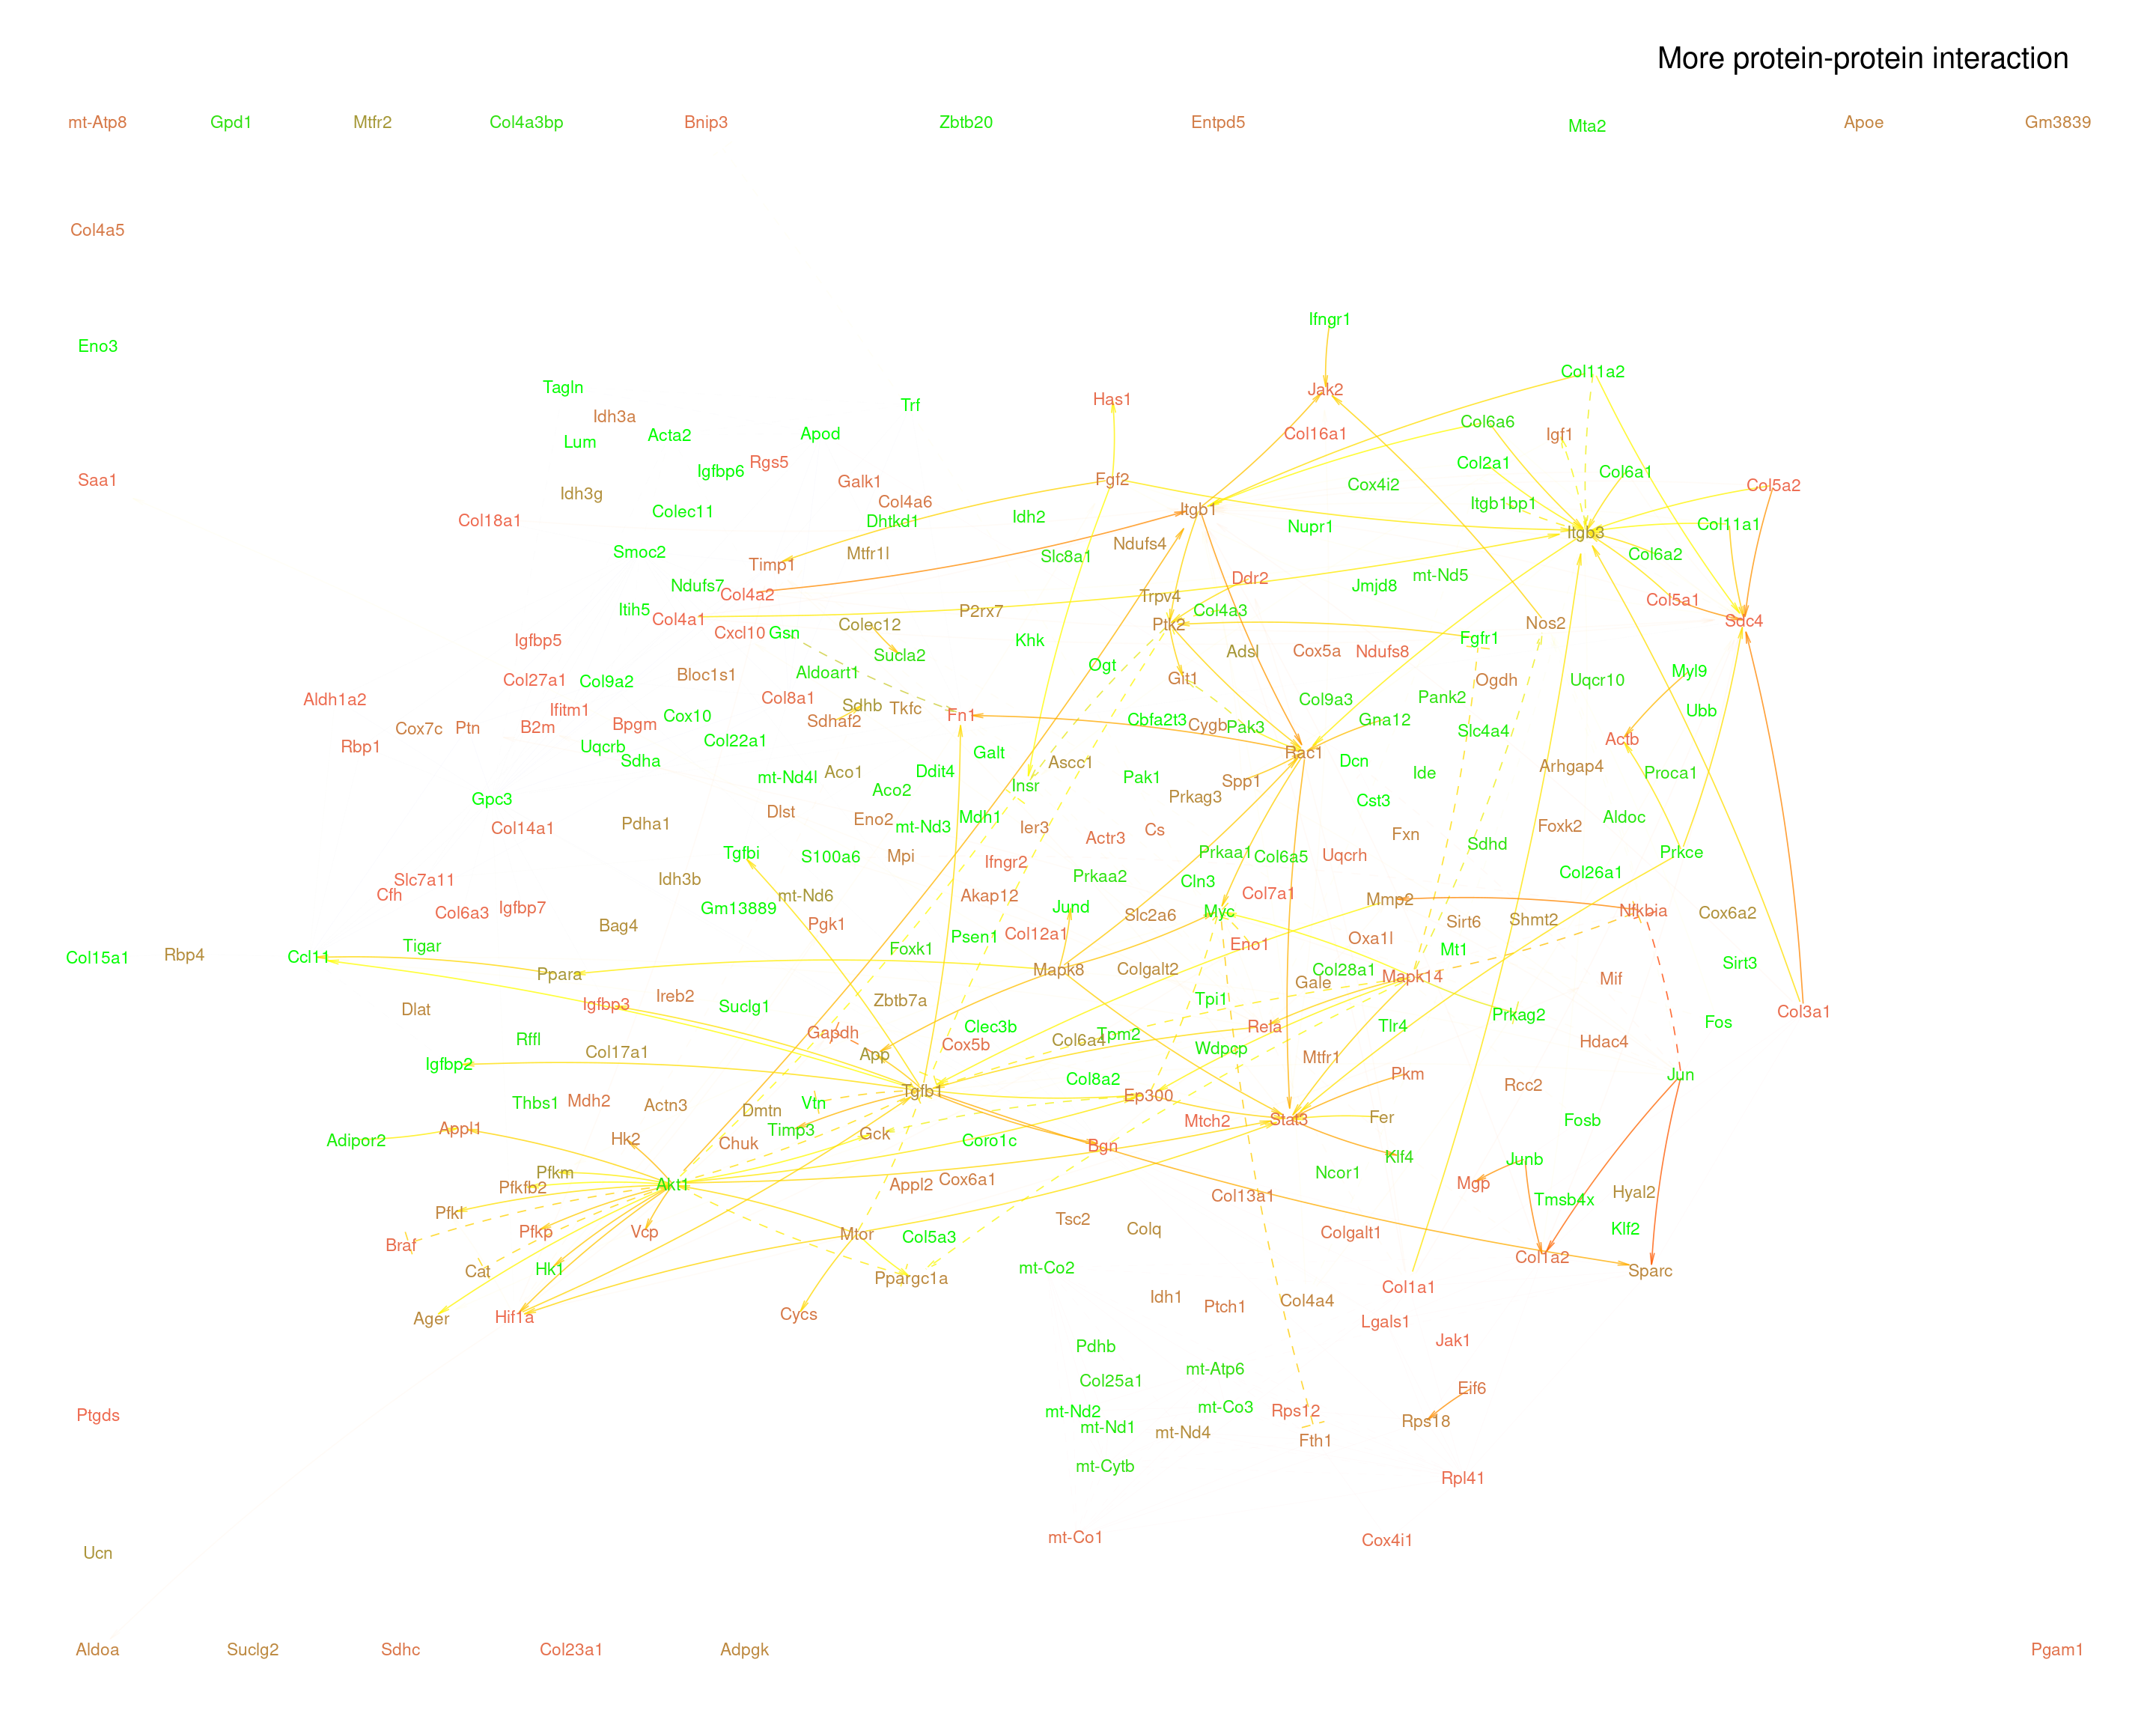 More protein-protein interaction
mt-Atp8 Gpd1 Mtfr2 Col4a3bp Bnip3 Zbtb20 Entpd5 Mta2 Apoe Gm3839
Col4a5
Ifngr1
Eno3
Col11a2
Tagln Has1 Jak2
Idh3a Trf
Lum Acta2 Apod Col16a1 Col6a6 Igf1
Igfbp6 Rgs5 Col2a1 Col6a1
Saa1 Galk1 Fgf2 Cox4i2 Col5a2
Idh3g Col4a6 Itgb1bp1
Col18a1 Colec11 Dhtkd1 Idh2 Itgb1 Nupr1 Itgb3 Col11a1
Smoc2 Timp1 Mtfr1l Slc8a1 Ndufs4 Col6a2
Ndufs7 Col4a2 Trpv4 Ddr2 Jmjd8 mt-Nd5 Col5a1
Itih5 Col4a1 Colec12 P2rx7 Ptk2 Col4a3 Nos2 Sdc4
Igfbp5 Cxcl10 Gsn Sucla2 Khk Adsl Cox5a Ndufs8 Fgfr1
Col27a1 Col9a2 Bloc1s1 Aldoart1 Ogt Git1 Ogdh Uqcr10 Myl9
Aldh1a2 Ifitm1 Col8a1 Sdhb Tkfc Col9a3 Pank2 Ubb
Cox7c Ptn B2m Bpgm Cox10 Sdhaf2 Fn1 Cbfa2t3 Cygb Pak3 Gna12 Slc4a4
Rbp1 Uqcrb Sdha Col22a1 Galt Rac1 Actb
Gpc3 mt-Nd4l Aco1 Ddit4 Insr Ascc1 Pak1 Spp1 Dcn Ide Arhgap4 Proca1
Aco2 Prkag3 Cst3
Col14a1 Pdha1 Dlst Eno2 mt-Nd3 Mdh1 Ier3 Actr3 Cs Fxn Foxk2 Aldoc
Tgfbi S100a6 Mpi Ifngr2 Prkaa1 Col6a5 Uqcrh Sdhd Prkce
Slc7a11 Idh3b Prkaa2 Cln3 Col26a1
Cfh Col6a3 Igfbp7 Gm13889 mt-Nd6 Akap12 Jund Slc2a6 Myc Col7a1 Mmp2 Nfkbia Cox6a2
Bag4 Pgk1 Psen1 Col12a1 Sirt6 Shmt2
Col15a1 Rbp4 Ccl11 Tigar Foxk1 Eno1 Oxa1l Mt1
Ppara Mapk8 Colgalt2 Gale Col28a1 Mapk14 Mif Sirt3
Dlat Igfbp3 Ireb2 Suclg1 Zbtb7a Tpi1 Prkag2 Col3a1
Rffl Gapdh Clec3b Tpm2 Rela Tlr4 Fos
Igfbp2 Col17a1 App Cox5b Col6a4 Wdpcp Mtfr1 Hdac4
Thbs1 Mdh2 Actn3 Dmtn Vtn Tgfb1 Col8a2 Ep300 Pkm Rcc2 Jun
Adipor2 Appl1 Hk2 Chuk Timp3 Gck Coro1c Bgn Mtch2 Stat3 Fer Fosb
Pfkm Klf4 Junb
Pfkfb2 Akt1 Appl2 Cox6a1 Col13a1 Ncor1 Mgp Tmsb4x Hyal2
Pfkl Pfkp Vcp Mtor Col5a3 Tsc2 Colq Colgalt1 Klf2
Braf Cat Hk1 Ppargc1a mt-Co2 Col1a2 Sparc
Ager Hif1a Cycs Idh1 Ptch1 Col4a4 Col1a1
Lgals1
Pdhb Jak1
mt-Atp6
Col25a1 Eif6
Ptgds mt-Nd2 mt-Co3 Rps12 Rps18
mt-Nd1 mt-Nd4 Fth1
mt-Cytb Rpl41
mt-Co1 Cox4i1
Ucn
Aldoa Suclg2 Sdhc Col23a1 Adpgk Pgam1